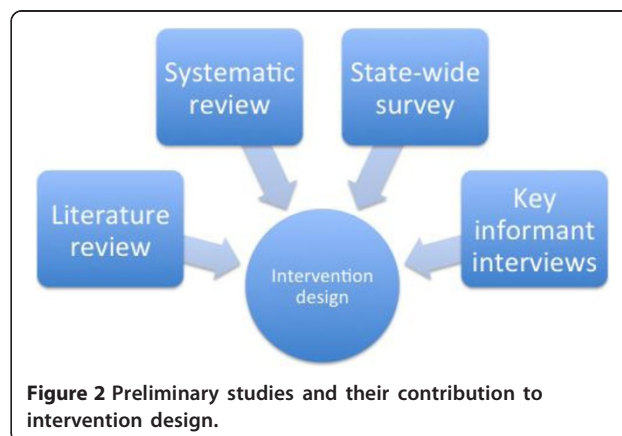 Systematic
review
State-wide
survey
Literature
review
Key
informant
interviews
Intervention
design
Figure 2 Preliminary studies and their contribution to
intervention design.